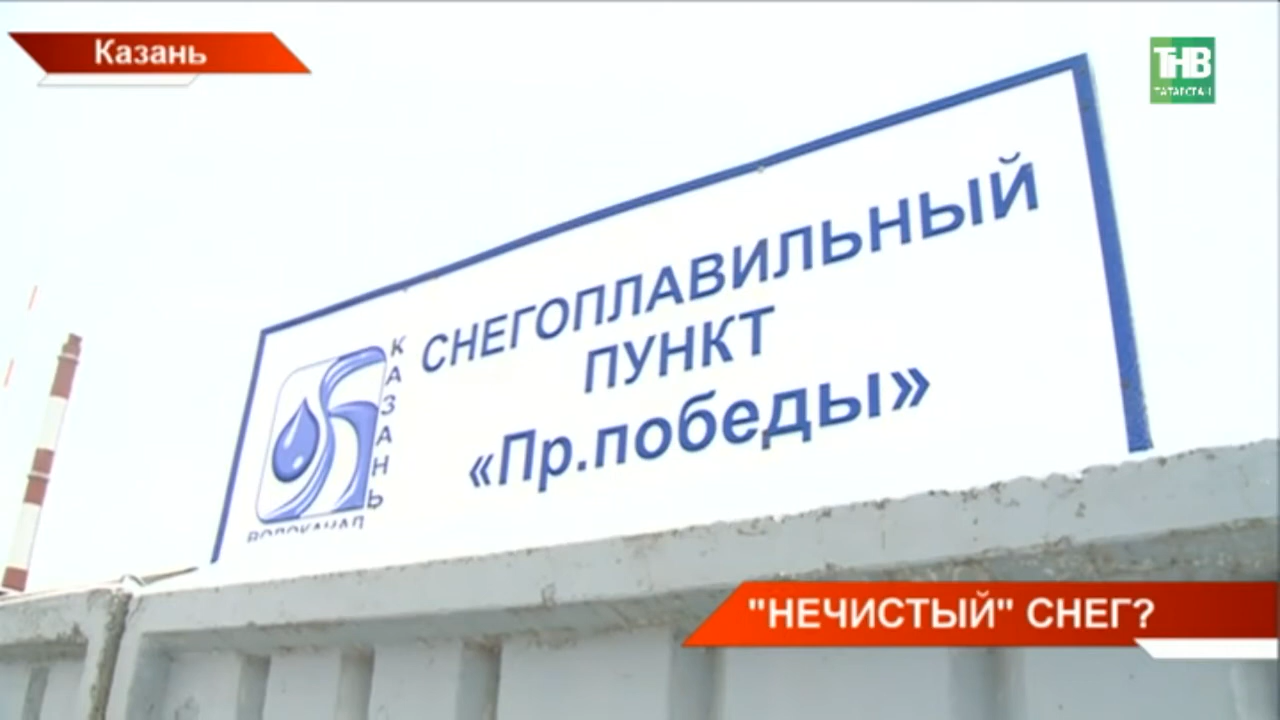 Казань
ТНВ
ТАТАРСТАН
СНЕГОПЛАВИЛЬНЫЙ
ПУНКТ
«Пр.победы»
КАЗАНЬ
ВОДОКАНАЛ
"НЕЧИСТЫЙ" СНЕГ?